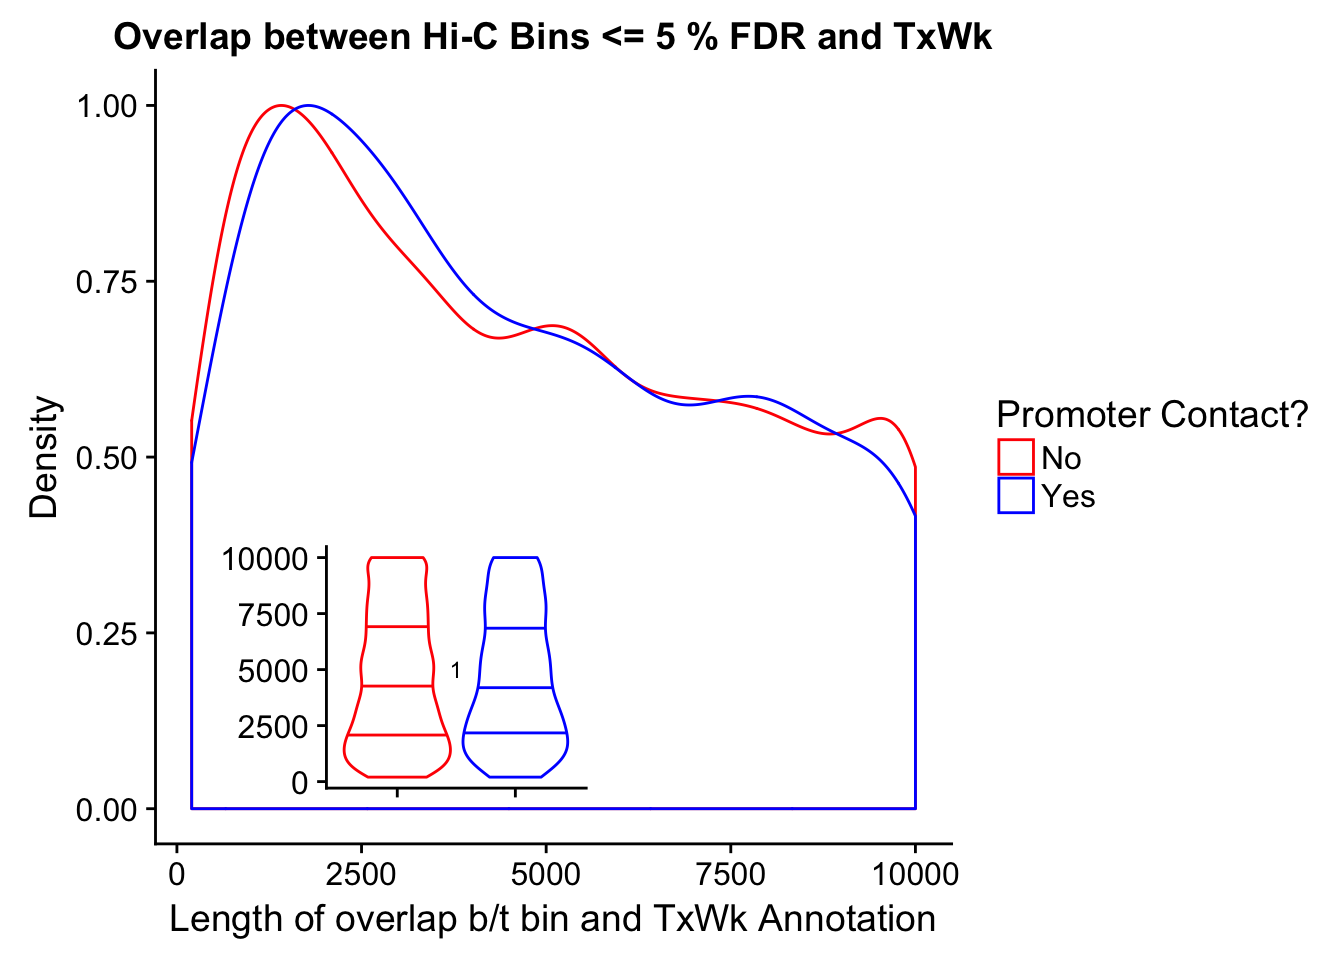 Overlap between Hi-C Bins <= 5 % FDR and TxWk
1.00
0.75
0.50
0.25
0.00
Density
10000
7500
5000
2500
0
1
0 2500 5000 7500 10000
Length of overlap b/t bin and TxWk Annotation
Promoter Contact?
No
Yes